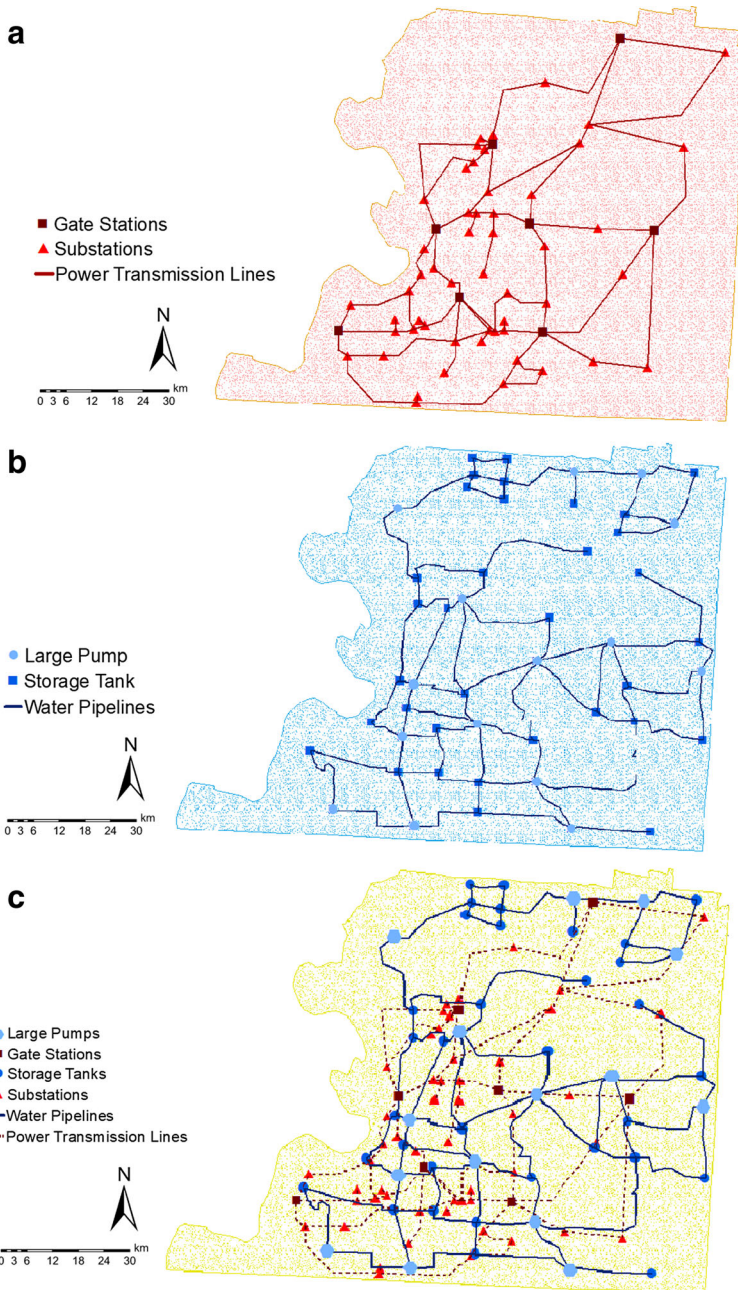 a
Gate Stations
Substations
Power Transmission Lines
N
km
0 3 6 12 18 24 30
b
Large Pump
Storage Tank
Water Pipelines
N
km
0 3 6 12 18 24 30
c
Large Pumps
Gate Stations
Storage Tanks
Substations
Water Pipelines
Power Transmission Lines
N
km
0 3 6 12 18 24 30